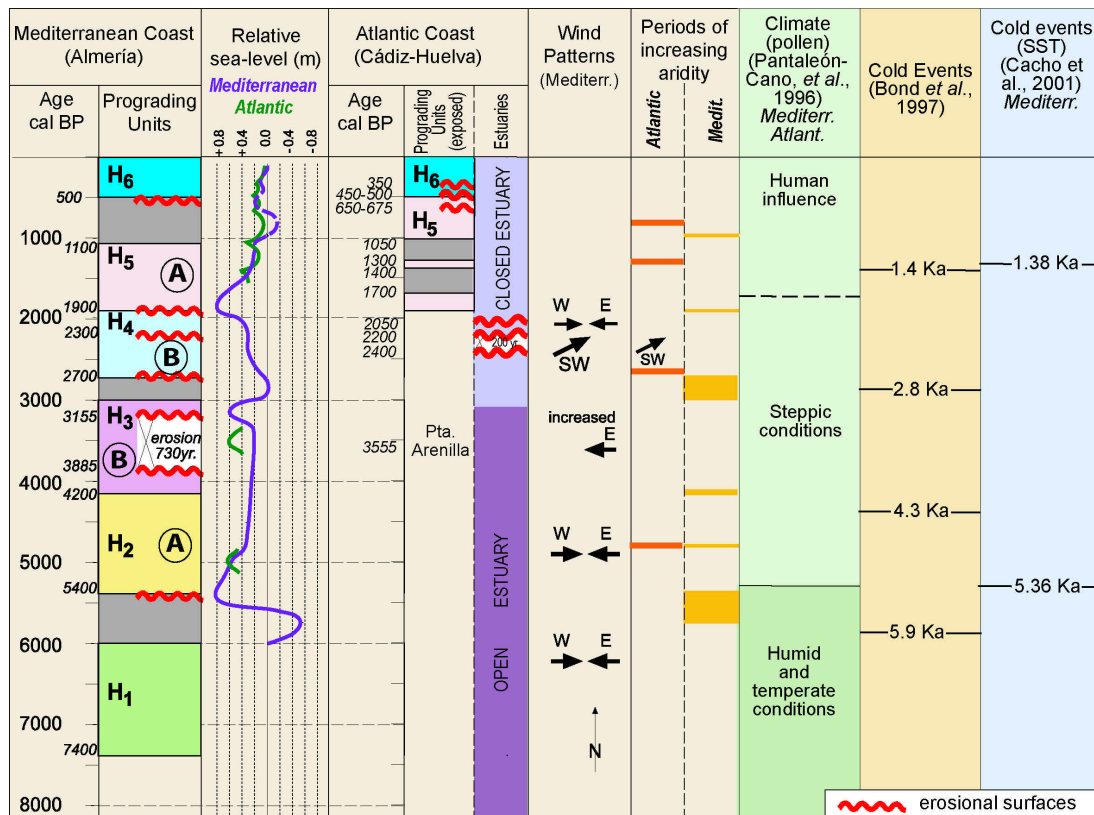 Mediterranean Coast
(Almería)
Age
cal BP
Prograding
Units
Relative
sea-level (m)
Mediterranean
Atlantic
+0.8
+0.4
0.0
-0.4
-0.8
Atlantic Coast
(Cádiz-Huelva)
Age
cal BP
Prograding
Units
(exposed)
Estuaries
Wind
Patterns
(Mediterr.)
Periods of
increasing
aridity
Atlantic
Medit.
Climate
(pollen)
(Pantaleón-
Cano, et al.,
1996)
Mediterr.
Atlant.
Cold Events
(Bond et al.,
1997)
Cold events
(SST)
(Cacho et
al., 2001)
Mediterr.
500
1000
1100
1900
2000
2300
2700
3000
3155
3885
4000
4200
5000
5400
6000
7000
7400
8000
H6
H5
A
H4
B
H3
erosion
730yr.
B
H2
A
H1
350
450-500
650-675
1050
1300
1400
1700
2050
2200
2400
3555
H6
H5
Pta.
Arenilla
CLOSED ESTUARY
200 yr.
OPEN ESTUARY
W E
SW
increased
E
W E
W E
N
SW
Human
influence
Steppic
conditions
Humid
and
temperate
conditions
1.4 Ka
2.8 Ka
4.3 Ka
5.9 Ka
1.38 Ka
5.36 Ka
erosional surfaces